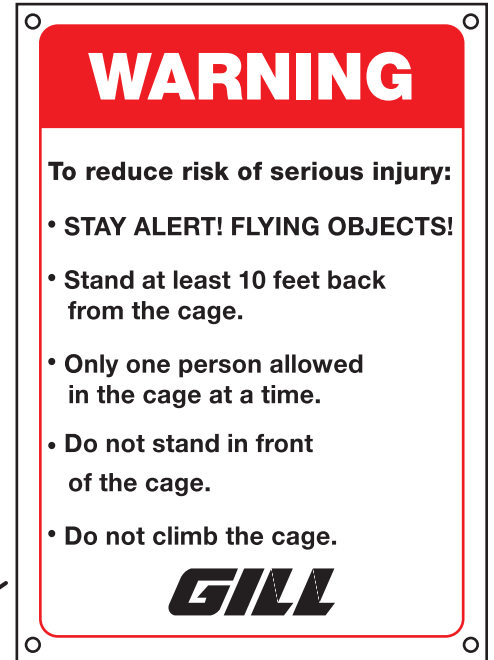 WARNING
To reduce risk of serious injury:
• STAY ALERT! FLYING OBJECTS!
• Stand at least 10 feet back
from the cage.
• Only one person allowed
in the cage at a time.
• Do not stand in front
of the cage.
• Do not climb the cage.
GILL